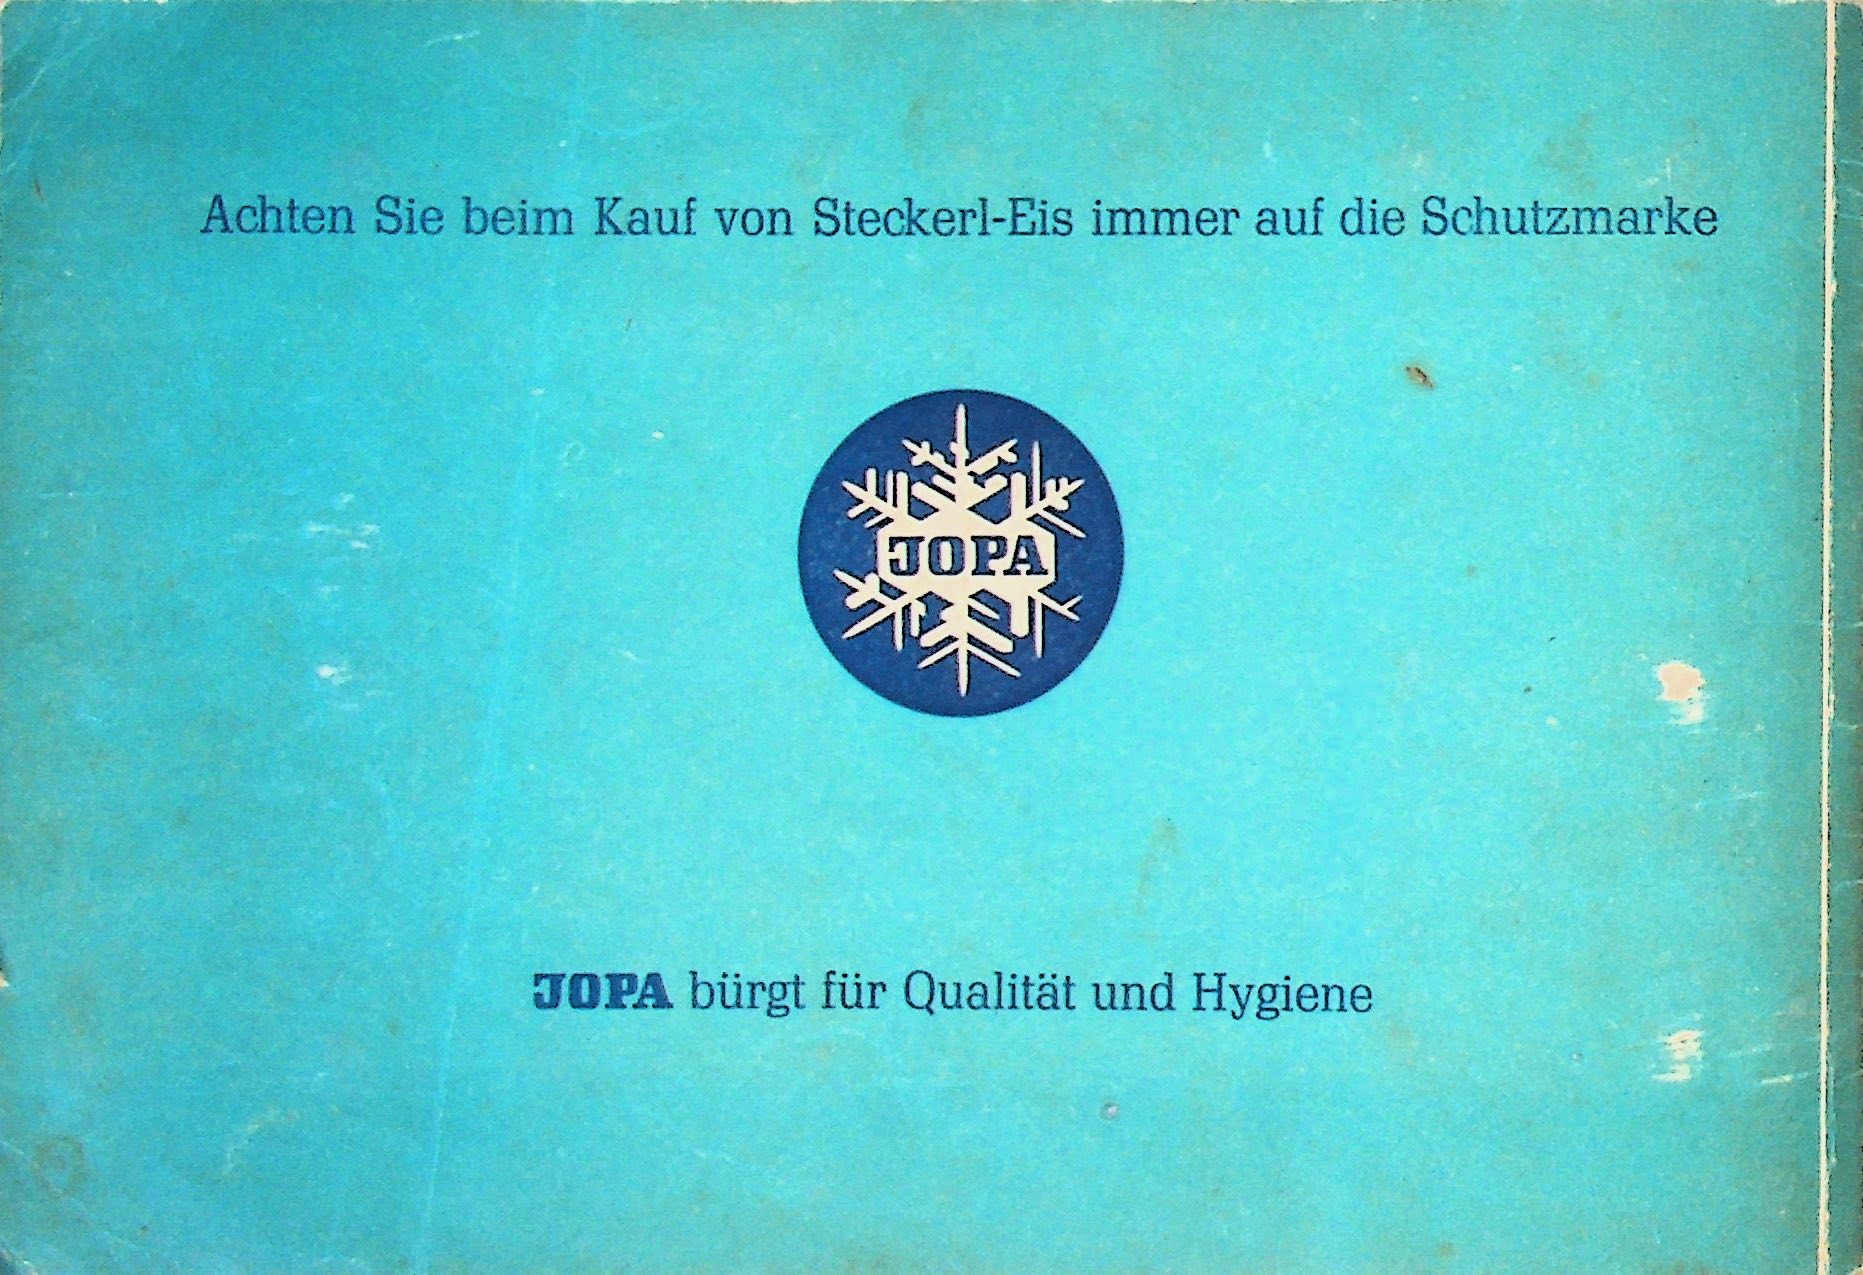 Achten Sie beim Kauf von Steckerl-Eis immer auf die Schutzmarke
JOPA
JOPA bürgt für Qualität und Hygiene